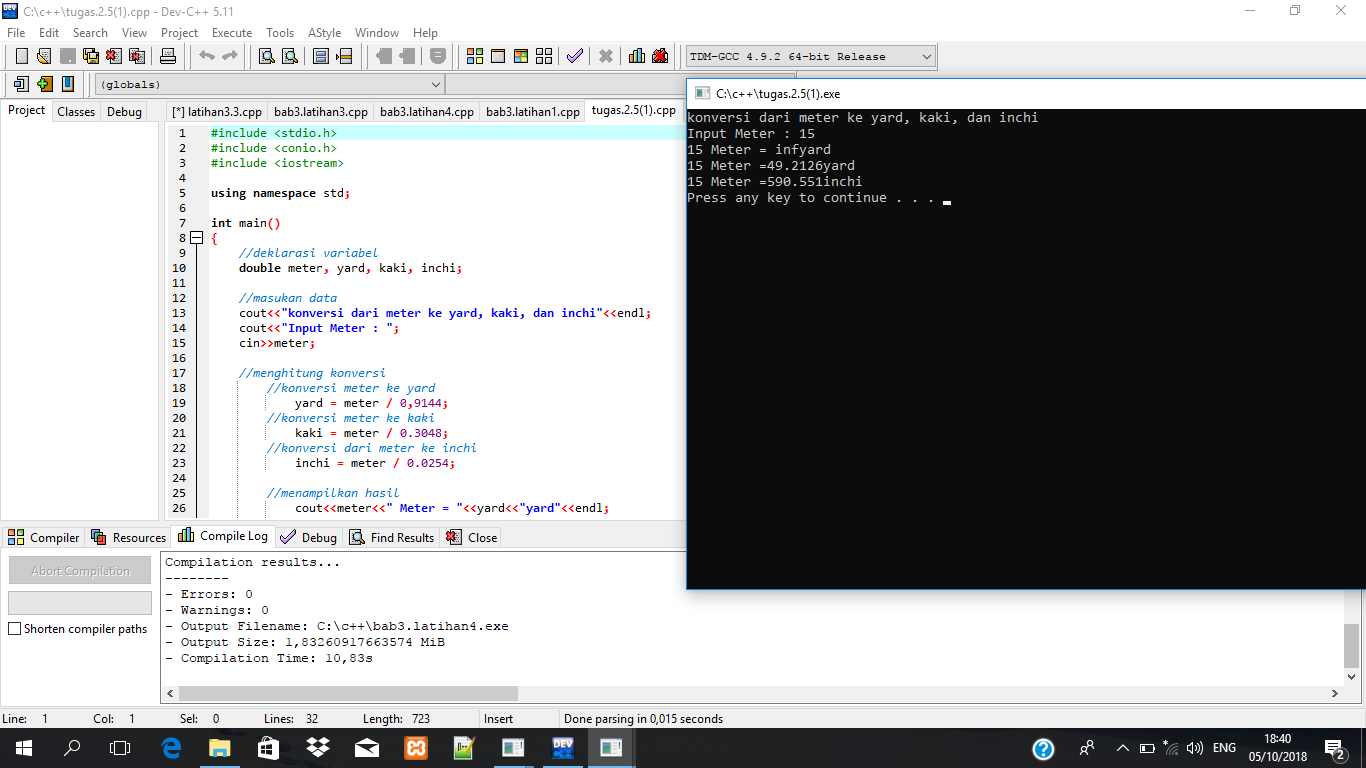 C:\c++\tugas.2.5(1).cpp - Dev-C++ 5.11
File Edit Search View Project Execute Tools AStyle Window Help
TDM-GCC 4.9.2 64-bit Release
(globals)
Project Classes Debug
[*] latihan3.3.cpp bab3.latihan3.cpp bab3.latihan4.cpp bab3.latihan1.cpp tugas.2.5(1).cpp
1 #include <stdio.h>
2 #include <conio.h>
3 #include <iostream>
4
5 using namespace std;
6
7 int main()
8 {
9 //deklarasi variabel
10 double meter, yard, kaki, inchi;
11
12 //masukan data
13 cout<<"konversi dari meter ke yard, kaki, dan inchi"<<endl;
14 cout<<"Input Meter : ";
15 cin>>meter;
16
17 //menghitung konversi
18 //konversi meter ke yard
19 yard = meter / 0,9144;
20 //konversi meter ke kaki
21 kaki = meter / 0.3048;
22 //konversi dari meter ke inchi
23 inchi = meter / 0.0254;
24
25 //menampilkan hasil
26 cout<<meter<<" Meter = "<<yard<<"yard"<<endl;
C:\c++\tugas.2.5(1).exe
konversi dari meter ke yard, kaki, dan inchi
Input Meter : 15
15 Meter = infyard
15 Meter =49.2126yard
15 Meter =590.551inchi
Press any key to continue . . .
Compiler Resources Compile Log Debug Find Results Close
Abort Compilation
Shorten compiler paths
Compilation results...
--------
- Errors: 0
- Warnings: 0
- Output Filename: C:\c++\bab3.latihan4.exe
- Output Size: 1,83260917663574 MiB
- Compilation Time: 10,83s
Line: 1 Col: 1 Sel: 0 Lines: 32 Length: 723 Insert Done parsing in 0,015 seconds
DEV
ENG
18:40
05/10/2018
2